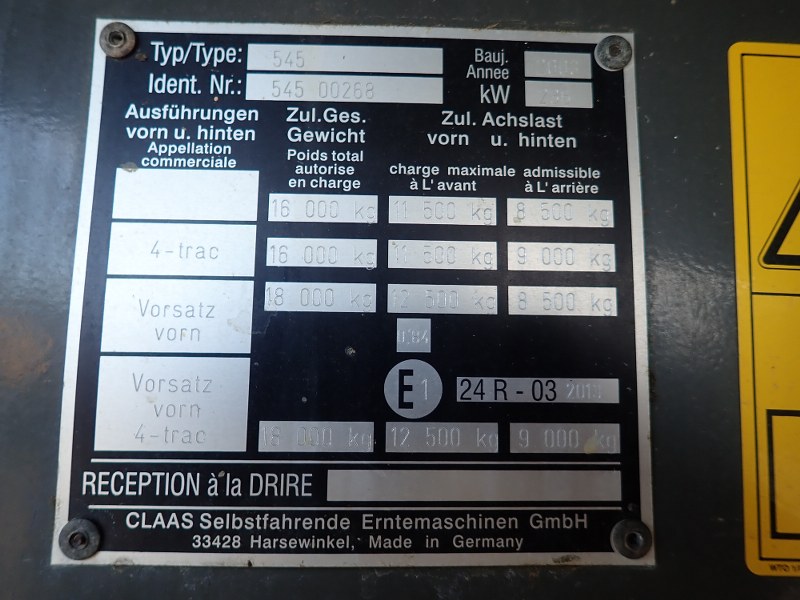 Typ/Type: 545
Bauj.
Annee
Ident. Nr.: 545 00268
kW
Ausführungen
vorn u. hinten
Appellation
commerciale
Zul.Ges.
Gewicht
Poids total
autorise
en charge
Zul. Achslast
vorn u. hinten
charge maximale admissible
à L' avant à L' arrière
16 000 kg 11 500 kg 8 500 kg
4-trac 16 000 kg 11 500 kg 9 000 kg
Vorsatz
vorn
18 000 kg 12 500 kg 8 500 kg
0,84
E1 24 R - 03
Vorsatz
vorn
4-trac 18 000 kg 12 500 kg 9 000 kg
RECEPTION à la DRIRE
CLAAS Selbstfahrende Erntemaschinen GmbH
33428 Harsewinkel, Made in Germany